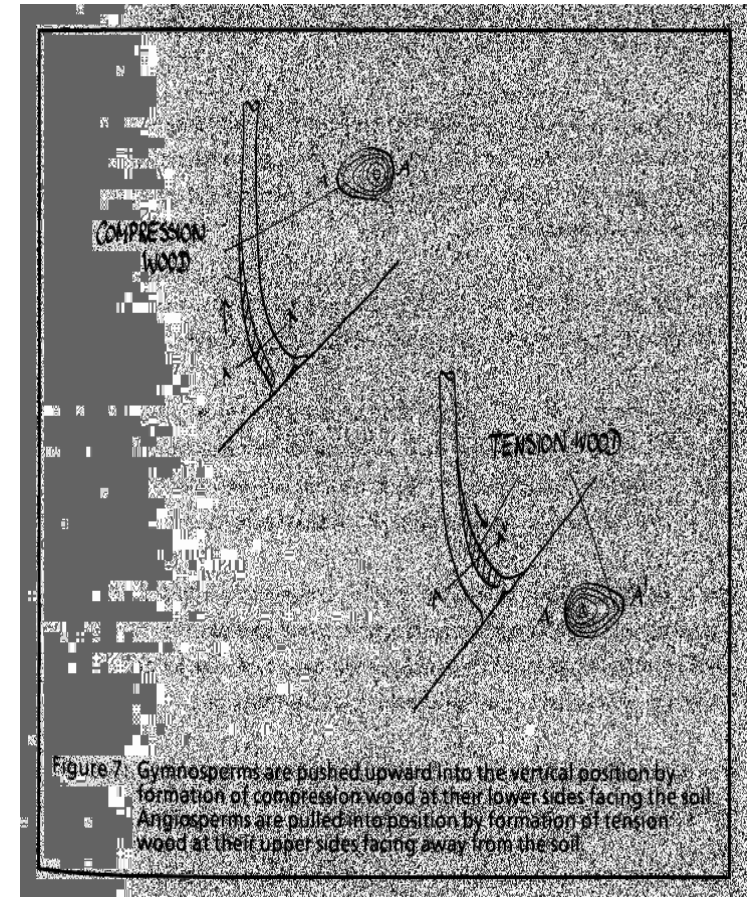 A A'
COMPRESSION
WOOD
A A
TENSION WOOD
A A
A A'
Figure 7: Gymnosperms are pushed upward into the vertical position by
formation of compression wood at their lower sides facing the soil.
Angiosperms are pulled into position by formation of tension
wood at their upper sides facing away from the soil.